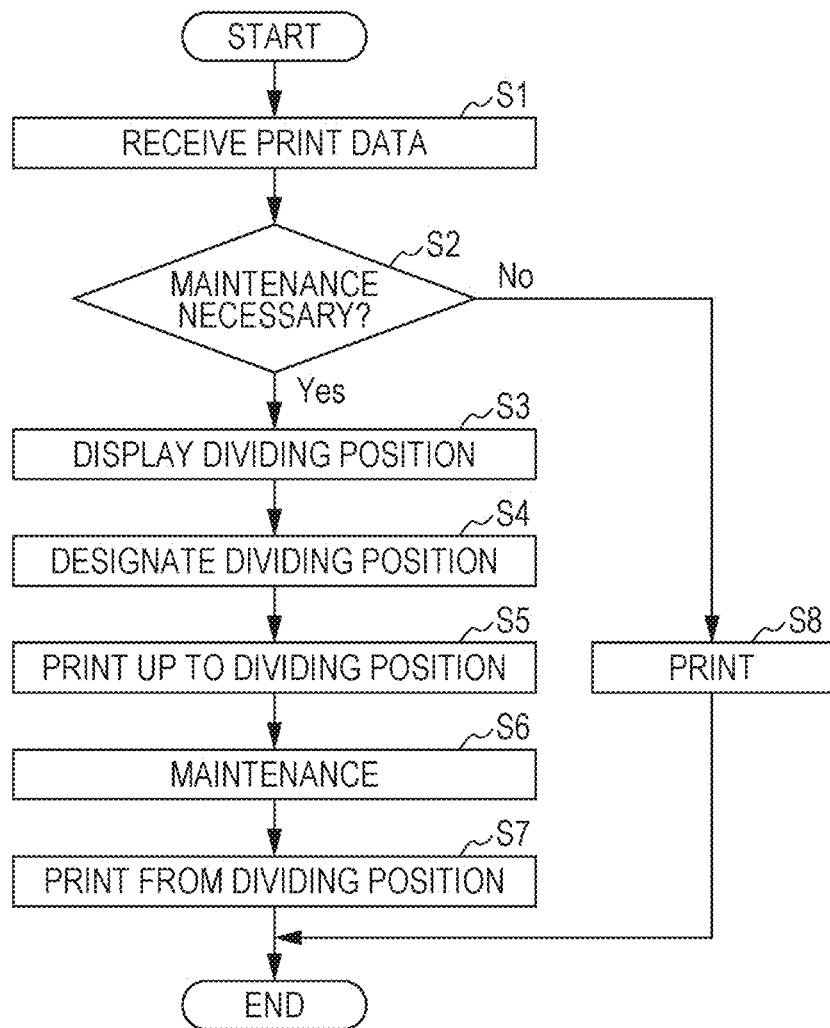 START
S1
RECEIVE PRINT DATA
S2
MAINTENANCE
NECESSARY?
No
Yes
S3
DISPLAY DIVIDING POSITION
S4
DESIGNATE DIVIDING POSITION
S5
PRINT UP TO DIVIDING POSITION
S8
PRINT
S6
MAINTENANCE
S7
PRINT FROM DIVIDING POSITION
END